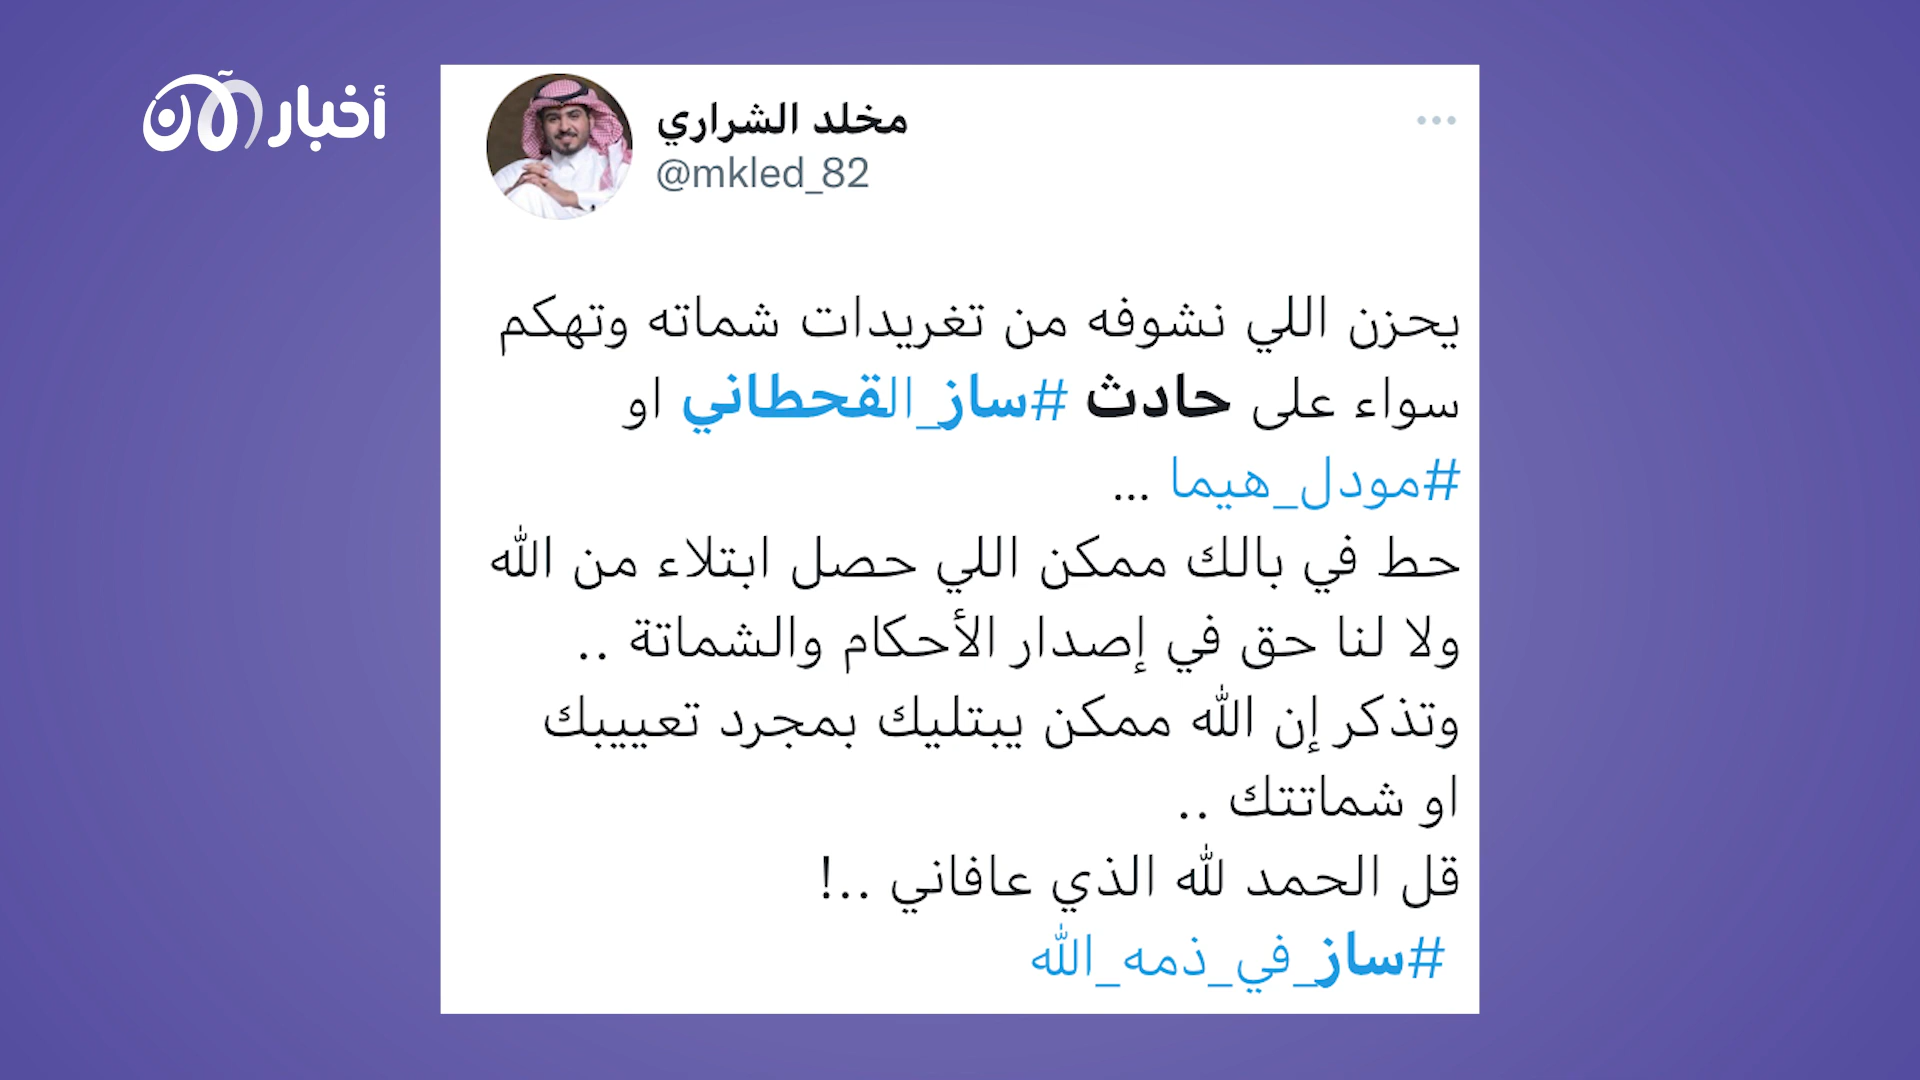 أخبار الآن
مخلد الشراري
@mkled_82
يحزن اللي نشوفه من تغريدات شماته وتهكم
سواء على حادث #ساز_القحطاني او
#مودل_هيما ...
حط في بالك ممكن اللي حصل ابتلاء من الله
ولا لنا حق في إصدار الأحكام والشماتة ..
وتذكر إن الله ممكن يبتليك بمجرد تعييبك
او شماتتك ..
قل الحمد لله الذي عافاني ..!
#ساز_في_ذمه_الله